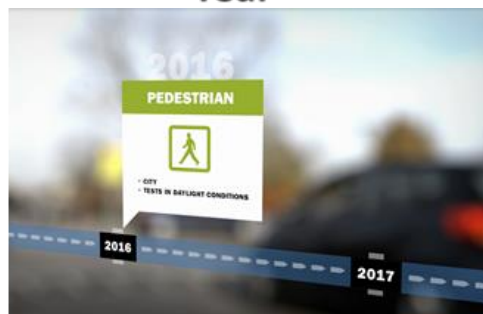 2016
PEDESTRIAN
- CITY
- TESTS IN DAYLIGHT CONDITIONS
2016
2017